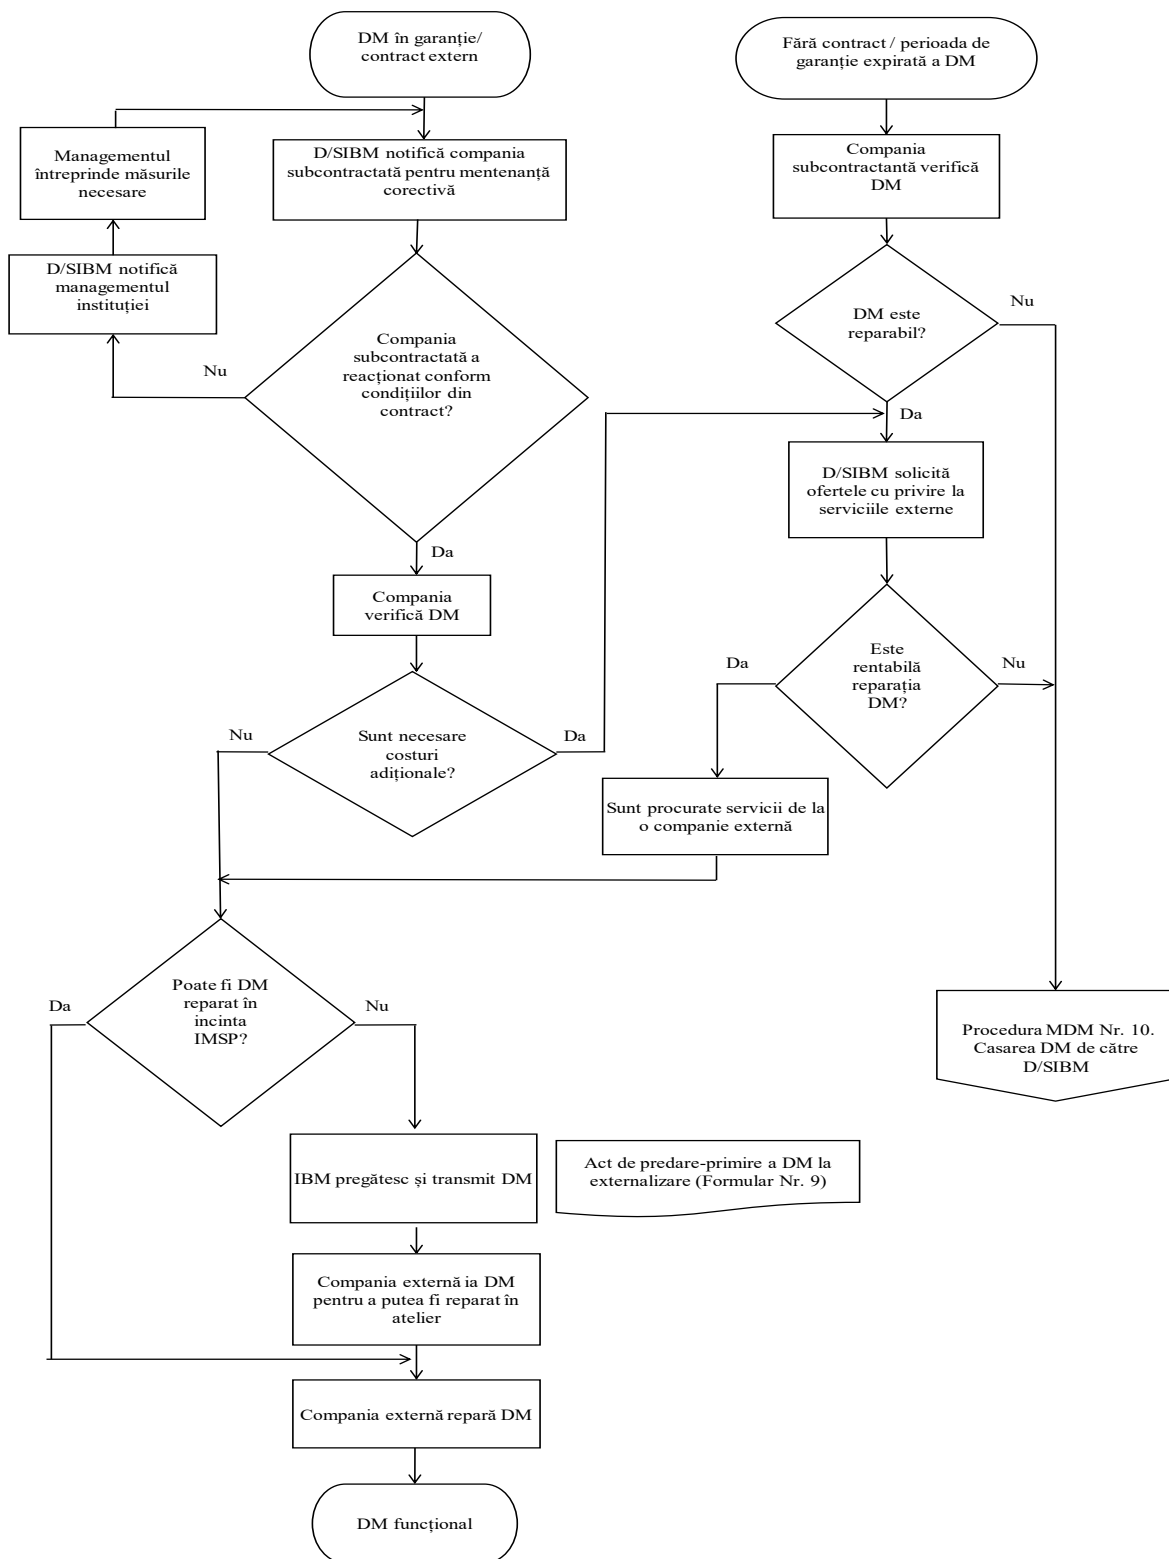 DM în garanție/
contract extern
Fără contract / perioada de
garanție expirată a DM
Managementul
întreprinde măsurile
necesare
D/SIBM notifică compania
subcontractată pentru mentenanță
corectivă
Compania
subcontractantă verifică
DM
D/SIBM notifică
managementul
instituției
Nu
Compania
subcontractată a
reacționat conform
condițiilor din
contract?
DM este
reparabil?
Nu
Da
D/SIBM solicită
ofertele cu privire la
serviciile externe
Da
Compania
verifică DM
Este
rentabilă
reparația
DM?
Da
Nu
Nu
Sunt necesare
costuri
adiționale?
Da
Sunt procurate servicii de la
o companie externă
Da
Poate fi DM
reparat în
incinta
IMSP?
Nu
Procedura MDM Nr. 10.
Casarea DM de către
D/SIBM
IBM pregătesc și transmit DM
Act de predare-primire a DM la
externalizare (Formular Nr. 9)
Compania externă ia DM
pentru a putea fi reparat în
atelier
Compania externă repară DM
DM funcțional